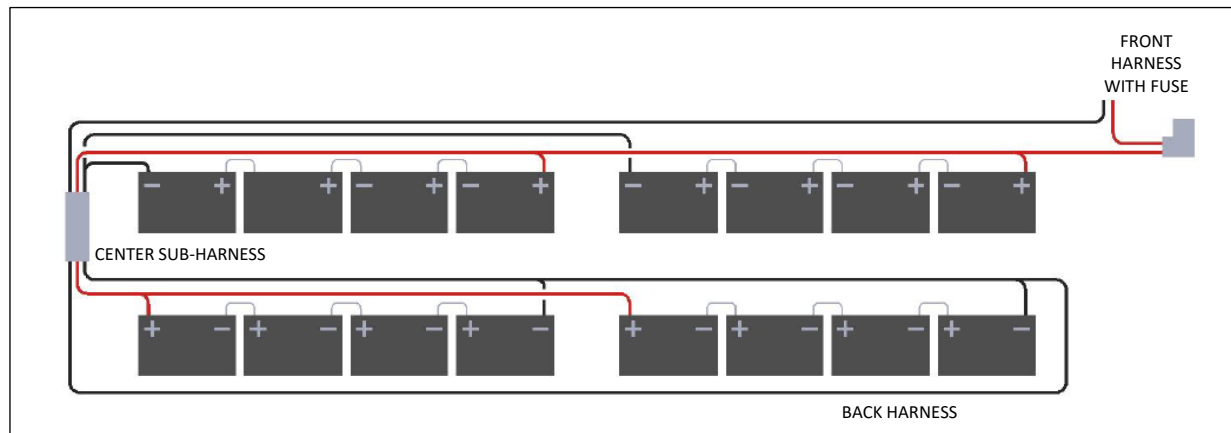 FRONT
HARNESS
WITH FUSE
− + + − + − +
− + + − + − +
CENTER SUB-HARNESS
+ − + − + − + −
+ − + − + − + −
BACK HARNESS